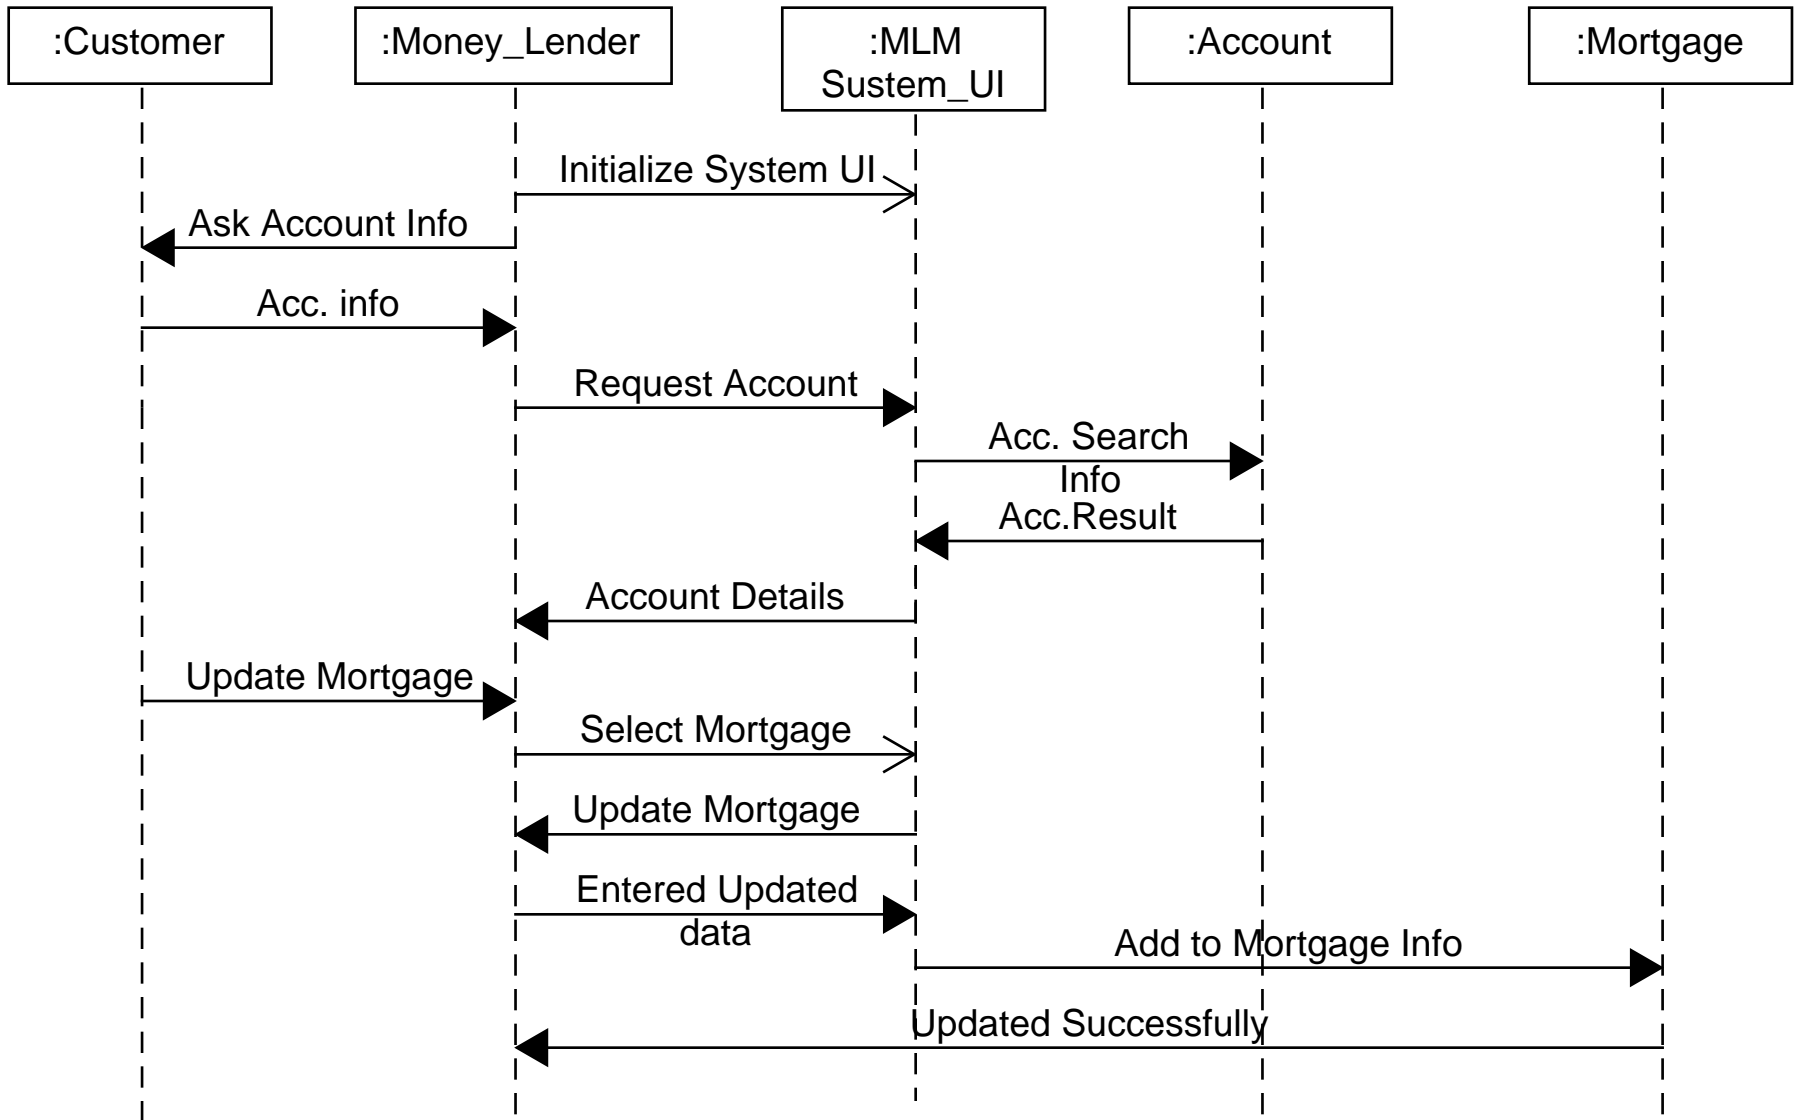 :Customer
:Money_Lender
:MLM
Sustem_UI
:Account
:Mortgage
Initialize System UI
Ask Account Info
Acc. info
Request Account
Acc. Search
Info
Acc.Result
Account Details
Update Mortgage
Select Mortgage
Update Mortgage
Entered Updated
data
Add to Mortgage Info
Updated Successfully